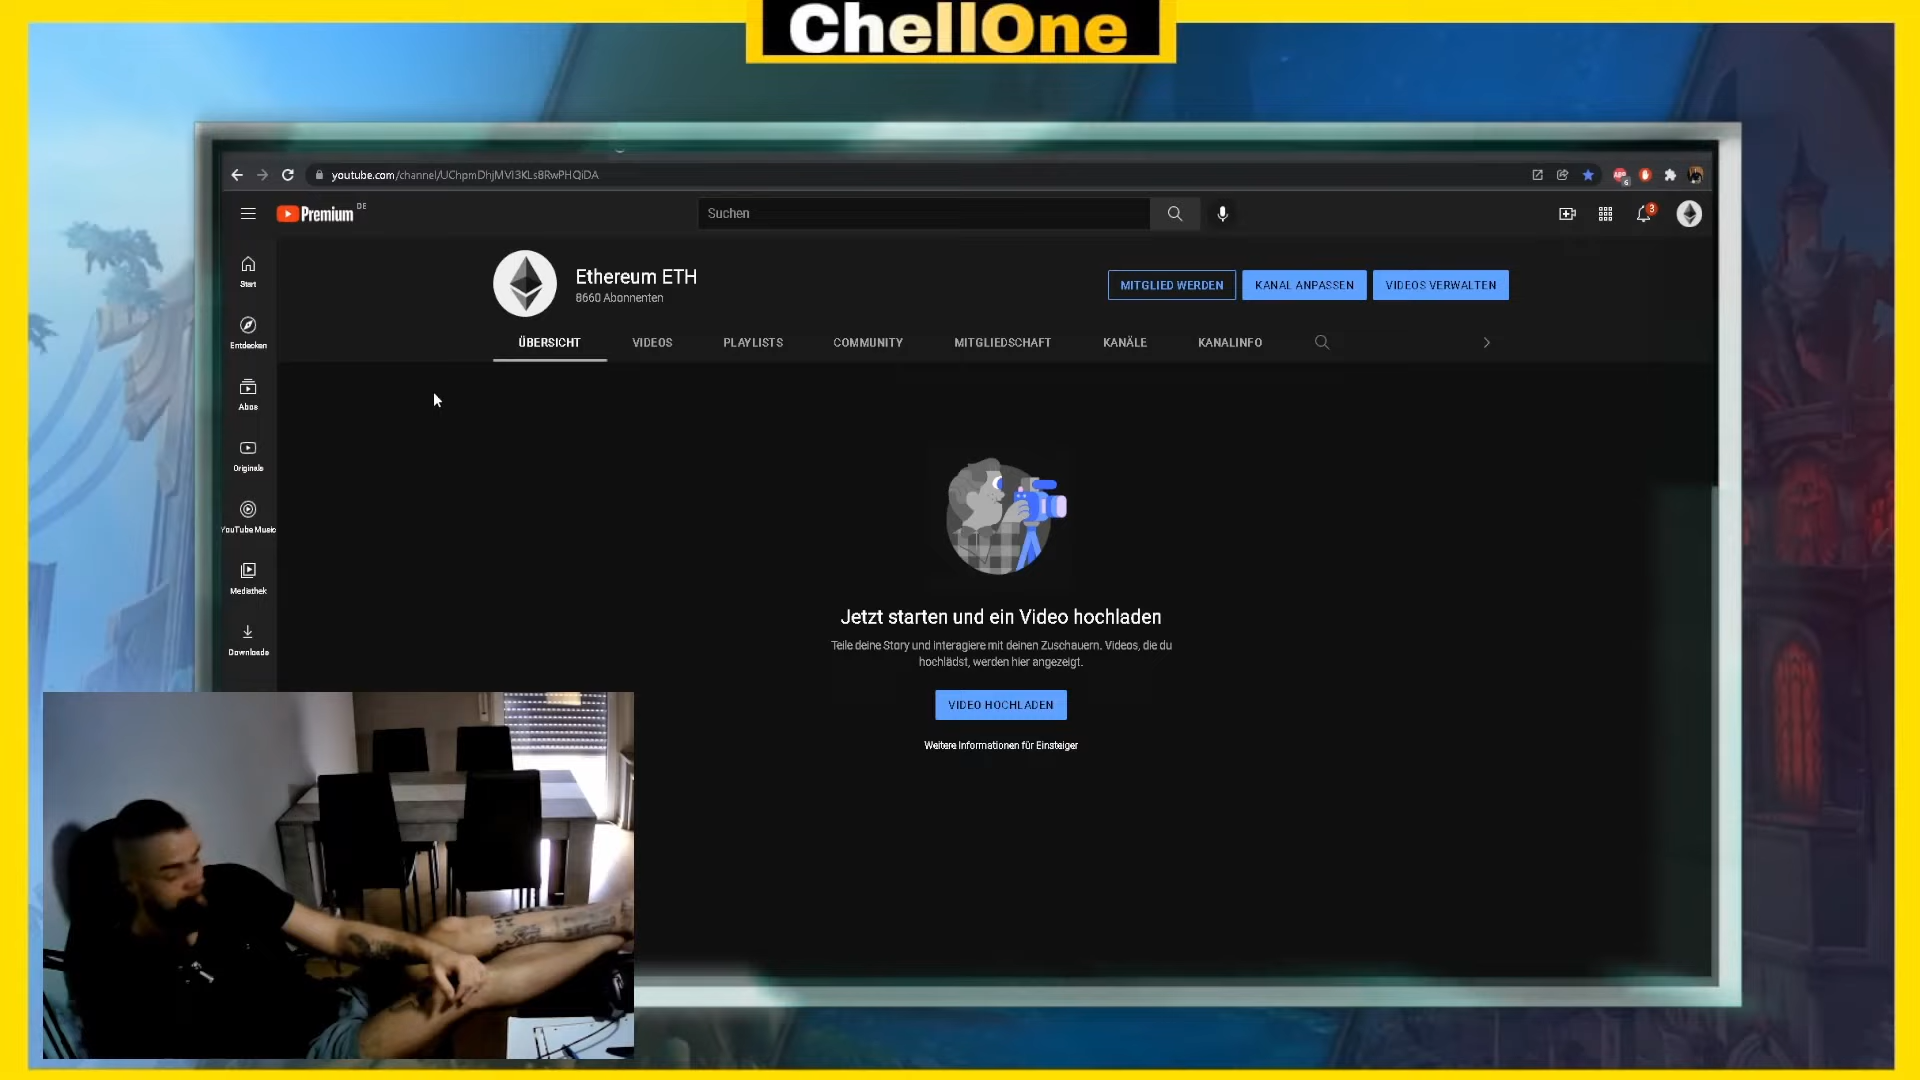 ChellOne
youtube.com/channel/UChpmDhjMVI3KLsBRwPHQiDA
Premium DE
Suchen
3
6
Start
Entdecken
Abos
Originals
YouTube Music
Mediathek
Downloads
Ethereum ETH
8660 Abonnenten
MITGLIED WERDEN
KANAL ANPASSEN
VIDEOS VERWALTEN
ÜBERSICHT
VIDEOS
PLAYLISTS
COMMUNITY
MITGLIEDSCHAFT
KANÄLE
KANALINFO
Jetzt starten und ein Video hochladen
Teile deine Story und interagiere mit deinen Zuschauern. Videos, die du
hochlädst, werden hier angezeigt.
VIDEO HOCHLADEN
Weitere Informationen für Einsteiger